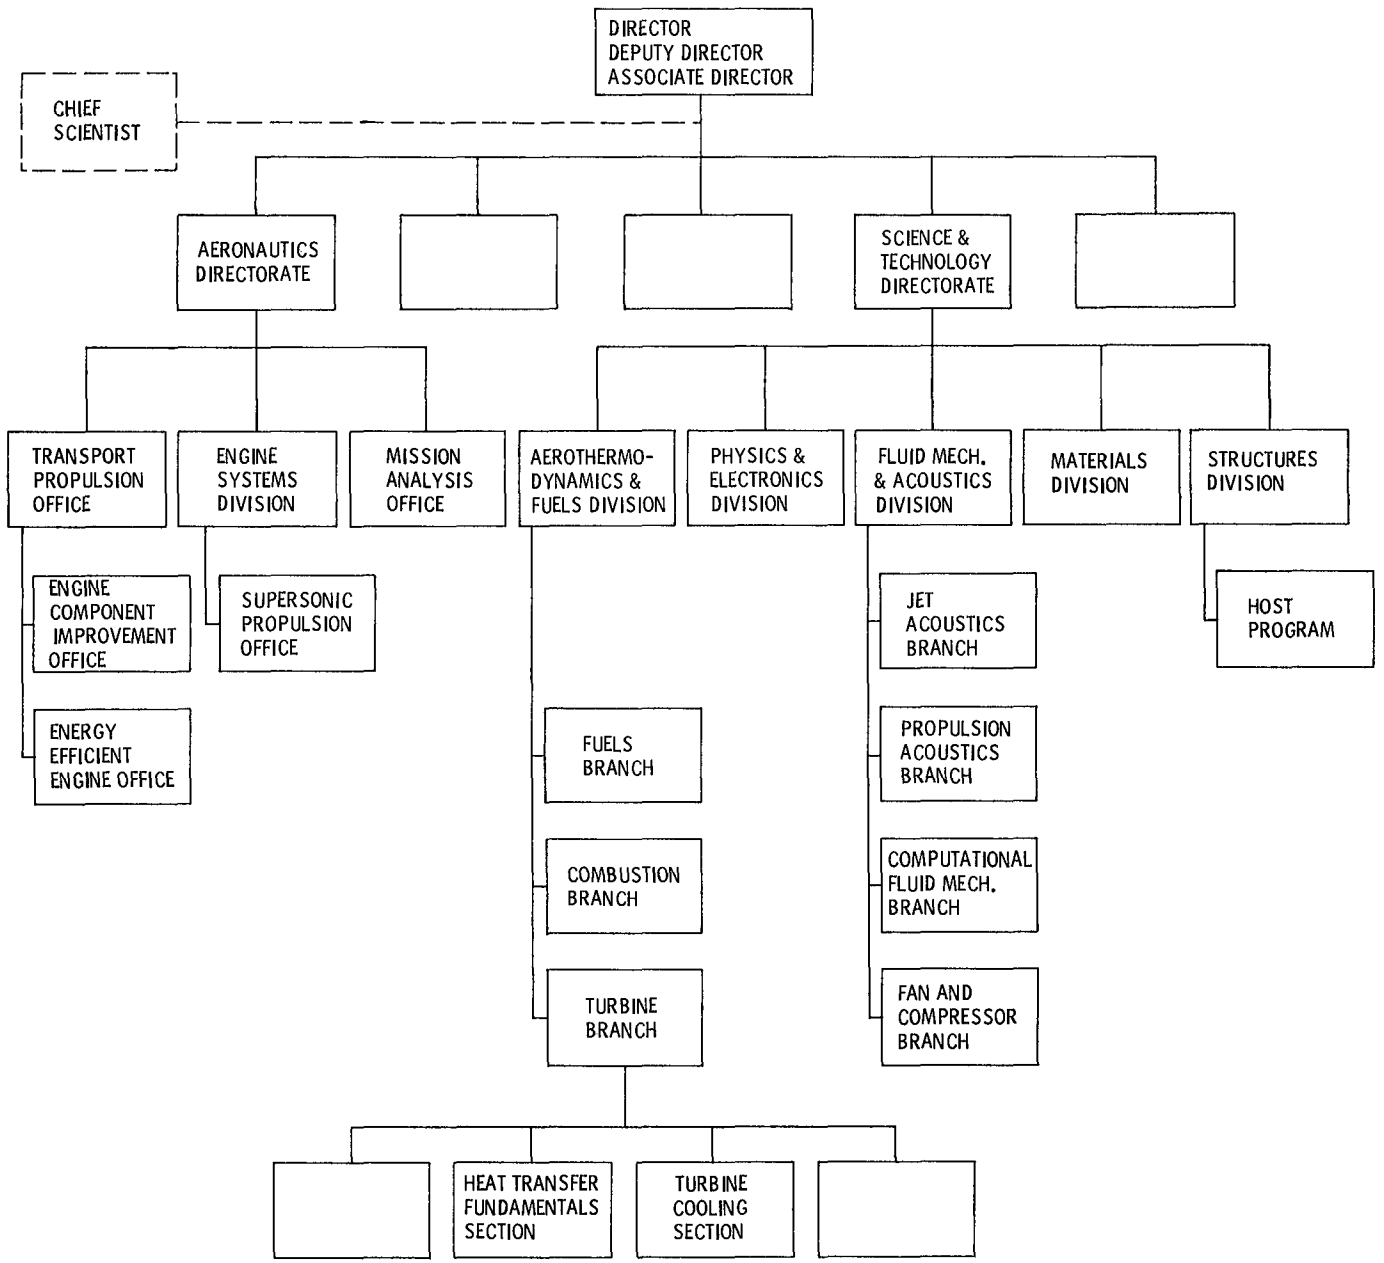 DIRECTOR
DEPUTY DIRECTOR
ASSOCIATE DIRECTOR
CHIEF
SCIENTIST
AERONAUTICS
DIRECTORATE
SCIENCE &
TECHNOLOGY
DIRECTORATE
TRANSPORT
PROPULSION
OFFICE
ENGINE
SYSTEMS
DIVISION
MISSION
ANALYSIS
OFFICE
AEROTHERMO-
DYNAMICS &
FUELS DIVISION
PHYSICS &
ELECTRONICS
DIVISION
FLUID MECH.
& ACOUSTICS
DIVISION
MATERIALS
DIVISION
STRUCTURES
DIVISION
ENGINE
COMPONENT
IMPROVEMENT
OFFICE
SUPERSONIC
PROPULSION
OFFICE
JET
ACOUSTICS
BRANCH
HOST
PROGRAM
ENERGY
EFFICIENT
ENGINE OFFICE
FUELS
BRANCH
PROPULSION
ACOUSTICS
BRANCH
COMBUSTION
BRANCH
COMPUTATIONAL
FLUID MECH.
BRANCH
TURBINE
BRANCH
FAN AND
COMPRESSOR
BRANCH
HEAT TRANSFER
FUNDAMENTALS
SECTION
TURBINE
COOLING
SECTION